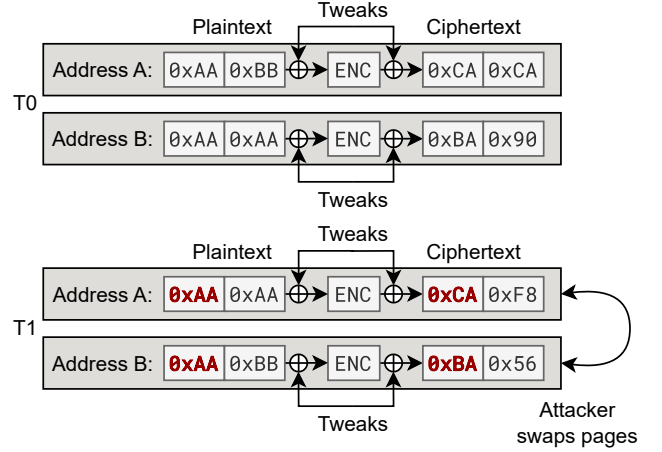 Tweaks
Plaintext Ciphertext
Address A: 0xAA 0xBB ENC 0xCA 0xCA
T0
Address B: 0xAA 0xAA ENC 0xBA 0x90
Tweaks
Tweaks
Plaintext Ciphertext
Address A: 0xAA 0xAA ENC 0xCA 0xF8
T1
Address B: 0xAA 0xBB ENC 0xBA 0x56
Tweaks
Attacker
swaps pages